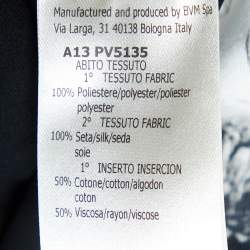 Manufactured and produced by BVM Spa
Via Larga, 31 40138 Bologna Italy
A13 PV5135
ABITO TESSUTO
1° TESSUTO FABRIC
100% Poliestere/polyester/poliester
polyester
2° TESSUTO FABRIC
100% Seta/silk/seda
soie
1° INSERTO INSERCION
50% Cotone/cotton/algodon
coton
50% Viscosa/rayon/viscose